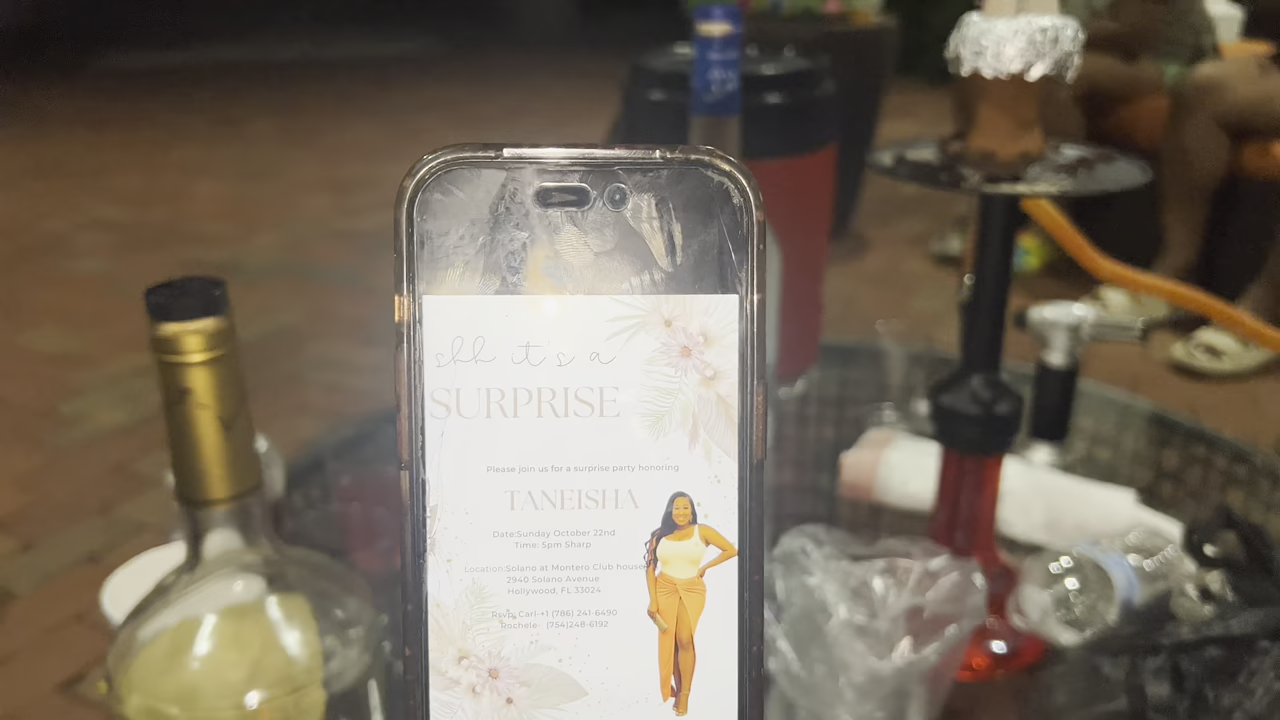 shh it's a
SURPRISE
Please join us for a surprise party honoring
TANEISHA
Date:Sunday October 22nd
Time: 5pm Sharp
Location:Solano at Montero Club house
2940 Solano Avenue
Hollywood, FL 33024
Rsvp: Carl-+1 (786) 241-6490
Rochele- (754)248-6192